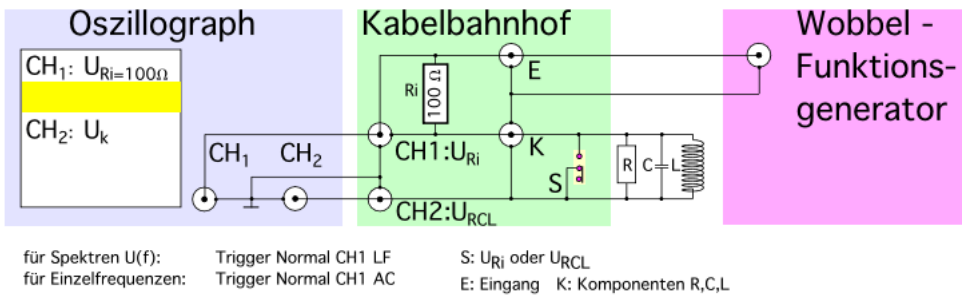 Oszillograph
Kabelbahnhof
Wobbel -
Funktions-
generator
CH1: URi=100Ω
CH2: Uk
Ri
100 Ω
E
K
CH1
CH2
CH1:URi
CH2:URCL
S
R
C
L
für Spektren U(f): Trigger Normal CH1 LF
für Einzelfrequenzen: Trigger Normal CH1 AC
S: URi oder URCL
E: Eingang K: Komponenten R,C,L